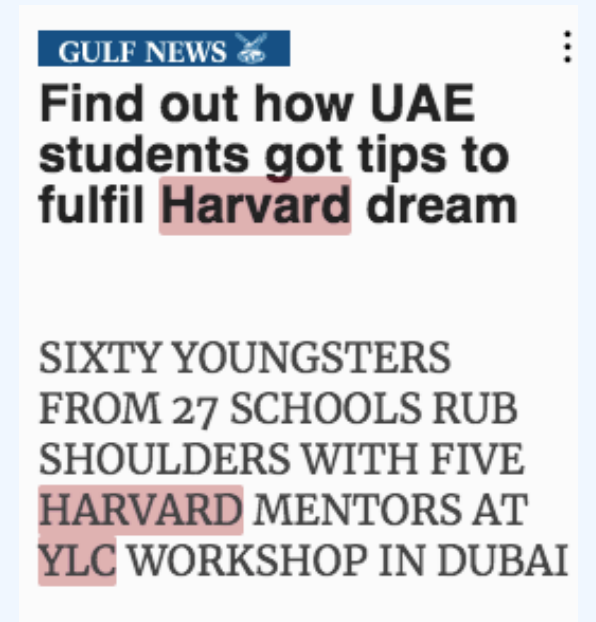 GULF NEWS
Find out how UAE
students got tips to
fulfil Harvard dream
SIXTY YOUNGSTERS
FROM 27 SCHOOLS RUB
SHOULDERS WITH FIVE
HARVARD MENTORS AT
YLC WORKSHOP IN DUBAI